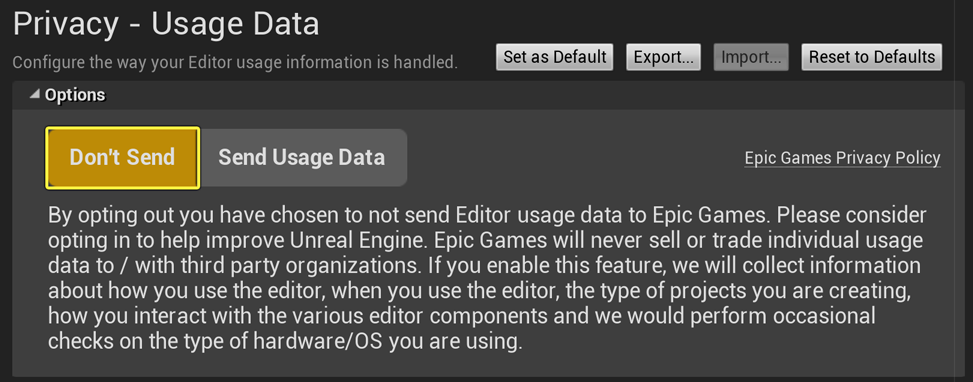 Privacy - Usage Data
Configure the way your Editor usage information is handled.
Set as Default
Export...
Import...
Reset to Defaults
Options
Don't Send
Send Usage Data
Epic Games Privacy Policy
By opting out you have chosen to not send Editor usage data to Epic Games. Please consider
opting in to help improve Unreal Engine. Epic Games will never sell or trade individual usage
data to / with third party organizations. If you enable this feature, we will collect information
about how you use the editor, when you use the editor, the type of projects you are creating,
how you interact with the various editor components and we would perform occasional
checks on the type of hardware/OS you are using.